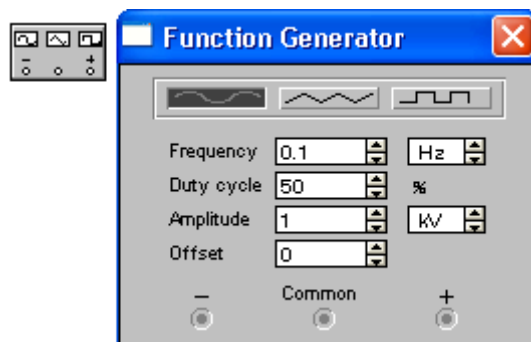 Function Generator
Frequency 0.1 Hz
Duty cycle 50 %
Amplitude 1 kV
Offset 0
− Common +
− +